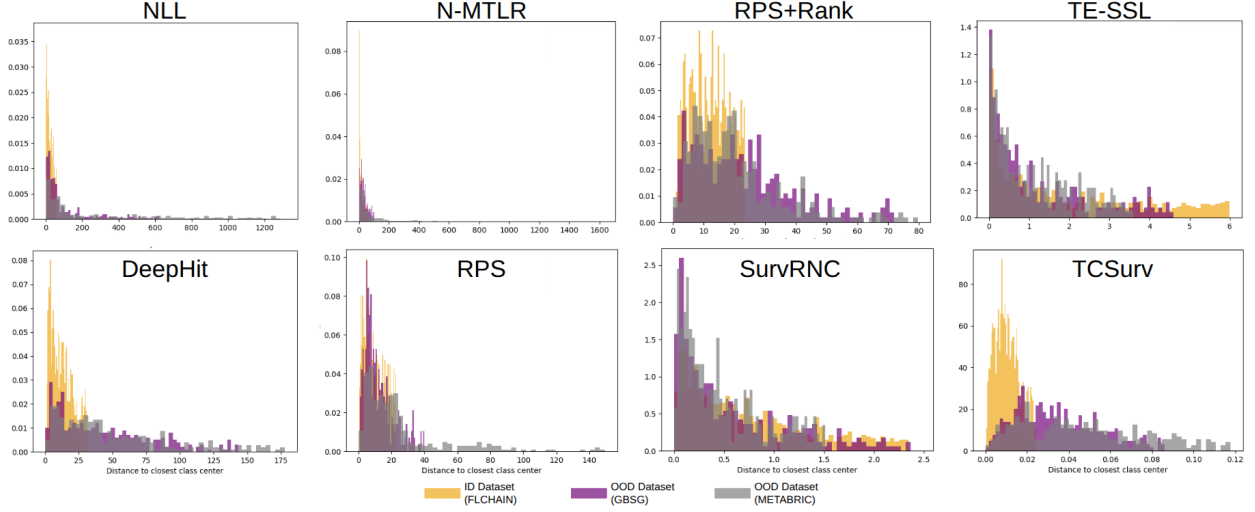 NLL
N-MTLR
RPS+Rank
TE-SSL
0.035
0.030
0.025
0.020
0.015
0.010
0.005
0.000
0 200 400 600 800 1000 1200
0.08
0.06
0.04
0.02
0.00
0 200 400 600 800 1000 1200 1400 1600
0.07
0.06
0.05
0.04
0.03
0.02
0.01
0.00
0 10 20 30 40 50 60 70 80
1.4
1.2
1.0
0.8
0.6
0.4
0.2
0.0
0 1 2 3 4 5 6
DeepHit
RPS
SurvRNC
TCSurv
0.08
0.07
0.06
0.05
0.04
0.03
0.02
0.01
0.00
0 25 50 75 100 125 150 175
Distance to closest class center
0.10
0.08
0.06
0.04
0.02
0.00
0 20 40 60 80 100 120 140
Distance to closest class center
2.5
2.0
1.5
1.0
0.5
0.0
0.0 0.5 1.0 1.5 2.0 2.5
Distance to closest class center
80
60
40
20
0
0.00 0.02 0.04 0.06 0.08 0.10 0.12
Distance to closest class center
ID Dataset
(FLCHAIN)
OOD Dataset
(GBSG)
OOD Dataset
(METABRIC)